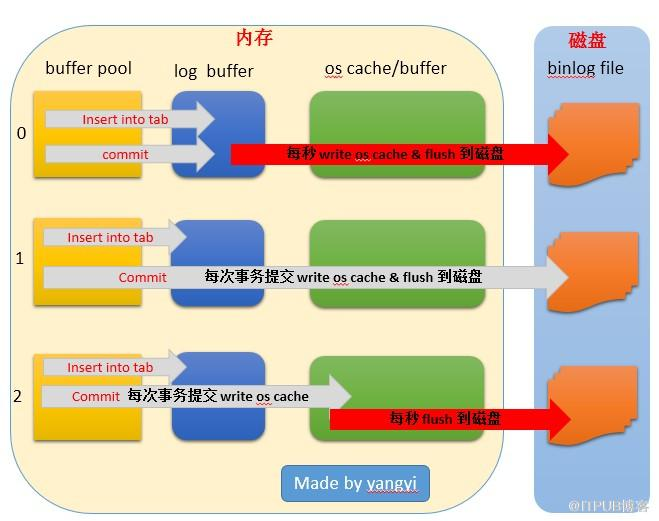 内存
磁盘
buffer pool
log buffer
os cache/buffer
binlog file
0
Insert into tab
commit
每秒 write os cache & flush 到磁盘
1
Insert into tab
Commit 每次事务提交 write os cache & flush 到磁盘
2
Insert into tab
Commit 每次事务提交 write os cache
每秒 flush 到磁盘
Made by yangyi
@ITPUB博客